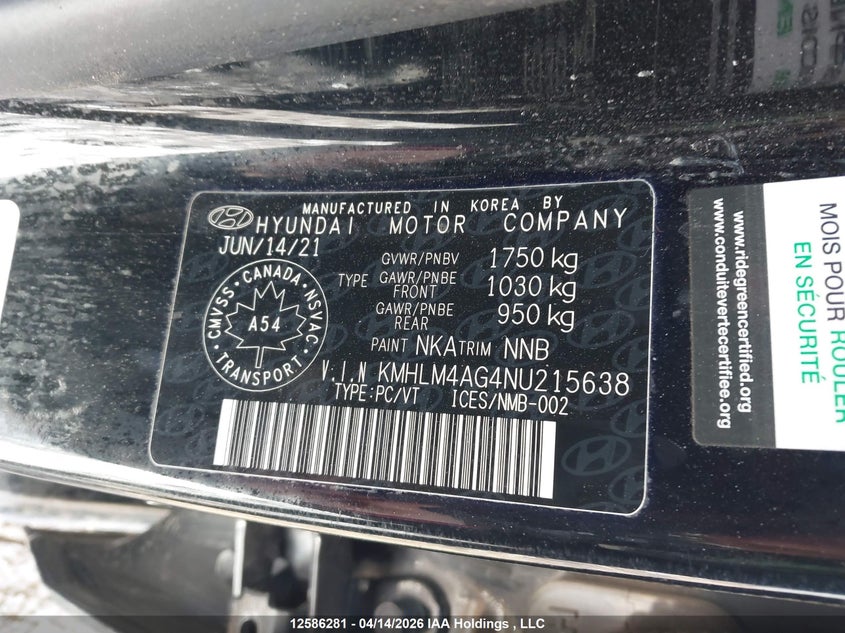 MANUFACTURED IN KOREA BY
HYUNDAI MOTOR COMPANY
JUN/14/21
GVWR/PNBV 1750 kg
TYPE GAWR/PNBE FRONT 1030 kg
GAWR/PNBE REAR 950 kg
PAINT NKA TRIM NNB
CMVSS · CANADA · NSVAC · TRANSPORT ·
A54
V.I.N KMHLM4AG4NU215638
TYPE:PC/VT ICES/NMB-002
www.ridegreencertified.org
www.conduitevertecertifiee.org
MOIS POUR ROULER
EN SÉCURITÉ
12586281 - 04/14/2026 IAA Holdings , LLC